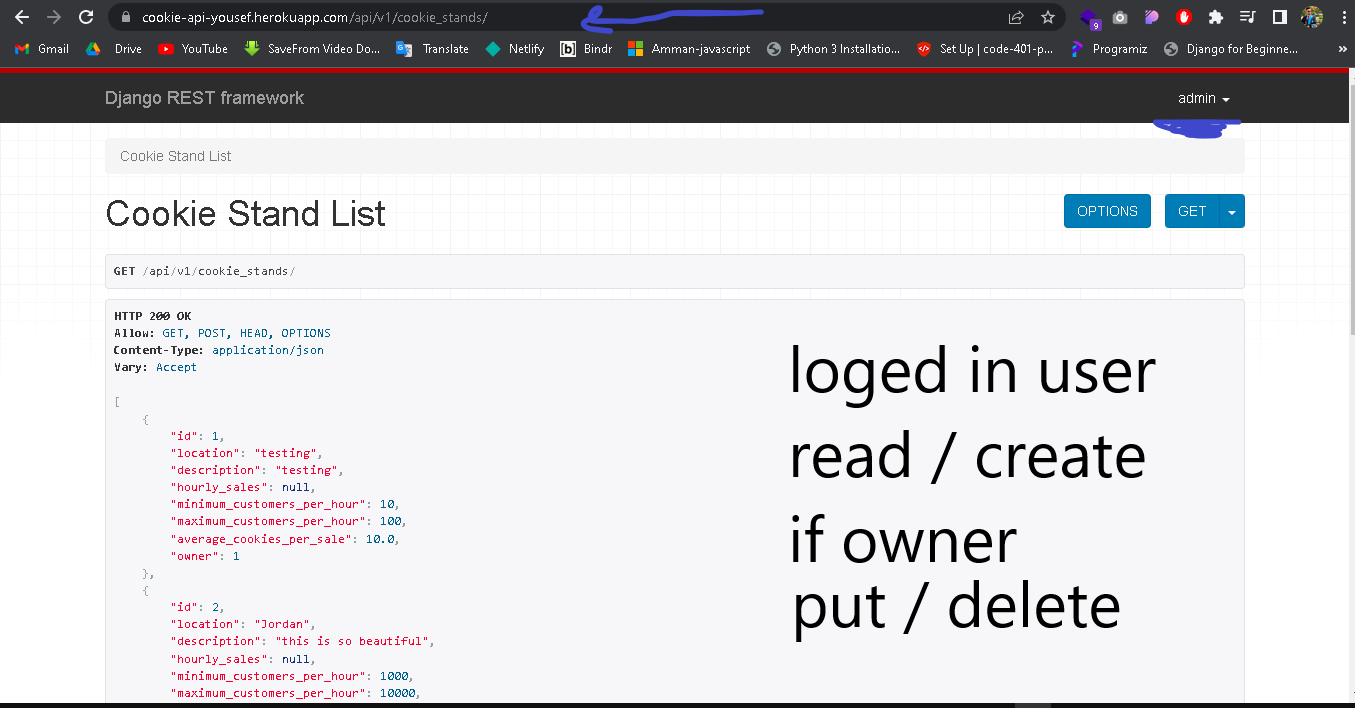 cookie-api-yousef.herokuapp.com/api/v1/cookie_stands/
9
Gmail Drive YouTube SaveFrom Video Do... Translate Netlify Bindr Amman-javascript Python 3 Installatio... Set Up | code-401-p... Programiz Django for Beginne... »
Django REST framework admin
Cookie Stand List
Cookie Stand List OPTIONS GET
GET /api/v1/cookie_stands/
HTTP 200 OK
Allow: GET, POST, HEAD, OPTIONS
Content-Type: application/json
Vary: Accept
[
{
"id": 1,
"location": "testing",
"description": "testing",
"hourly_sales": null,
"minimum_customers_per_hour": 10,
"maximum_customers_per_hour": 100,
"average_cookies_per_sale": 10.0,
"owner": 1
},
{
"id": 2,
"location": "Jordan",
"description": "this is so beautiful",
"hourly_sales": null,
"minimum_customers_per_hour": 1000,
"maximum_customers_per_hour": 10000,
loged in user
read / create
if owner
put / delete